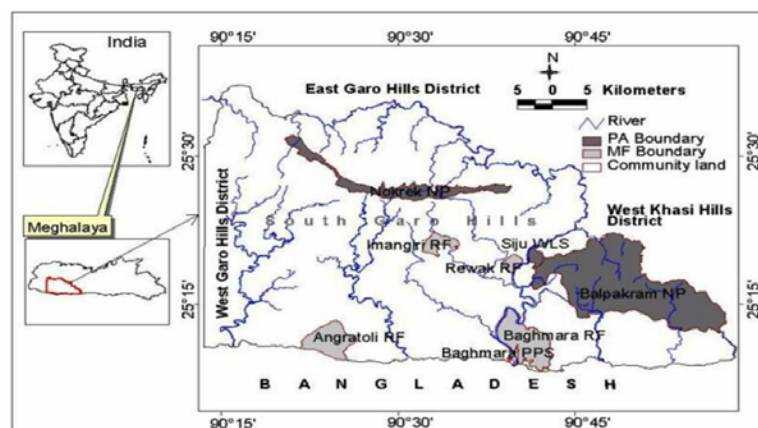 India
Meghalaya
90°15' 90°30' 90°45'
East Garo Hills District
5 0 5 Kilometers
River
PA Boundary
MF Boundary
Community land
25°30'
25°30'
West Garo Hills District
Nokrek NP
South Garo Hills
West Khasi Hills
District
Imangiri RF
Siju WLS
Rewak RF
Balpakram NP
25°15'
25°15'
Angratoli RF
Baghmara RF
Baghmara PPS
BANGLADESH
90°15' 90°30' 90°45'